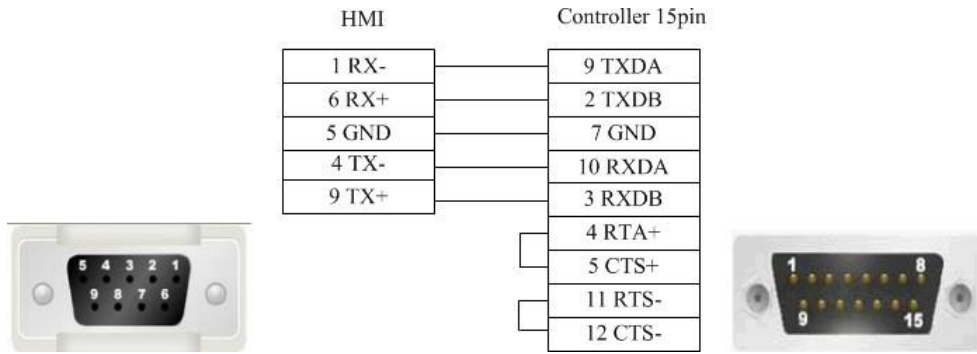 HMI
Controller 15pin
1 RX-
9 TXDA
6 RX+
2 TXDB
5 GND
7 GND
4 TX-
10 RXDA
9 TX+
3 RXDB
4 RTA+
5 CTS+
11 RTS-
12 CTS-
5 4 3 2 1
9 8 7 6
1 8
9 15